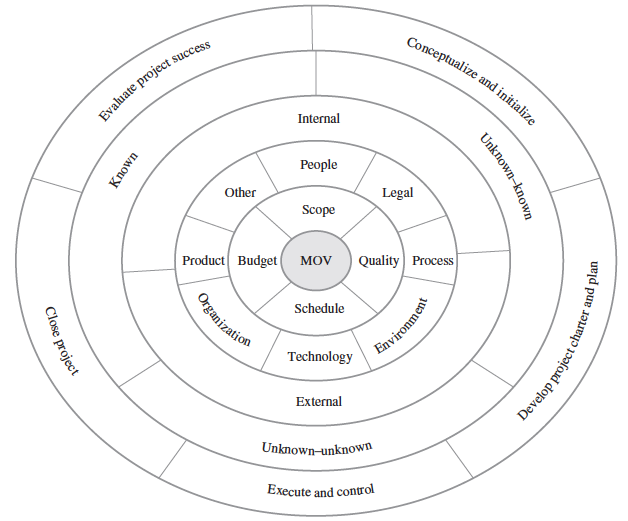 Evaluate project success
Conceptualize and initialize
Known
Unknown–known
Internal
People
Other
Legal
Scope
Product
Budget
MOV
Quality
Process
Schedule
Organization
Environment
Technology
Close project
Develop project charter and plan
External
Unknown–unknown
Execute and control